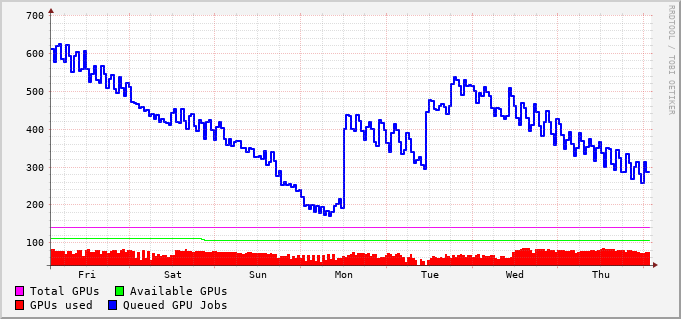 700
600
500
400
300
200
100
Fri Sat Sun Mon Tue Wed Thu
Total GPUs Available GPUs
GPUs used Queued GPU Jobs
RRDTOOL / TOBI OETIKER